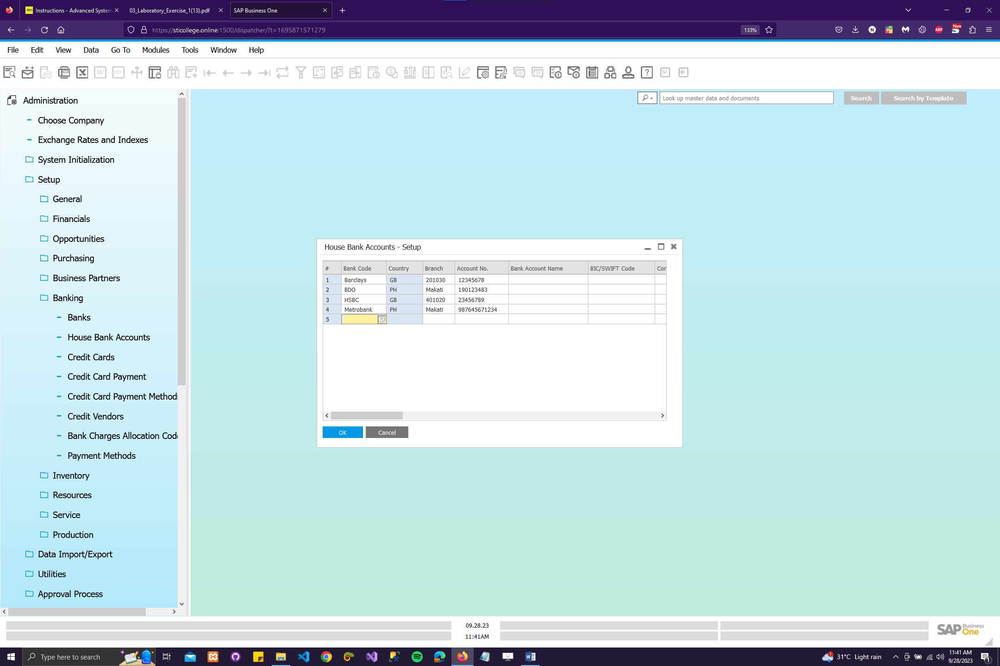 Instructions - Advanced System
03_Laboratory_Exercise_1(13).pdf
SAP Business One
https://sticollege.online:1500/dispatcher/?t=1695871571279
133%
ABP
New
File Edit View Data Go To Modules Tools Window Help
Look up master data and documents
Search
Search by Template
Administration
Choose Company
Exchange Rates and Indexes
System Initialization
Setup
General
Financials
Opportunities
Purchasing
Business Partners
Banking
Banks
House Bank Accounts
Credit Cards
Credit Card Payment
Credit Card Payment Methods
Credit Vendors
Bank Charges Allocation Code
Payment Methods
Inventory
Resources
Service
Production
Data Import/Export
Utilities
Approval Process
House Bank Accounts - Setup
# Bank Code Country Branch Account No. Bank Account Name BIC/SWIFT Code Cor
1 Barclays GB 201030 12345678
2 BDO PH Makati 190123483
3 HSBC GB 401020 23456789
4 Metrobank PH Makati 987645671234
5
OK Cancel
09.28.23
11:41AM
SAP Business One
Type here to search
31°C Light rain
11:41 AM
9/28/2023
1